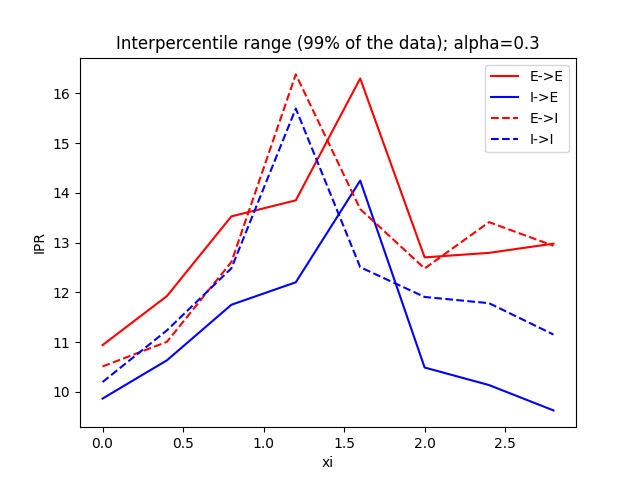 Interpercentile range (99% of the data); alpha=0.3
E->E
I->E
E->I
I->I
16
15
14
13
12
11
10
IPR
0.0 0.5 1.0 1.5 2.0 2.5
xi